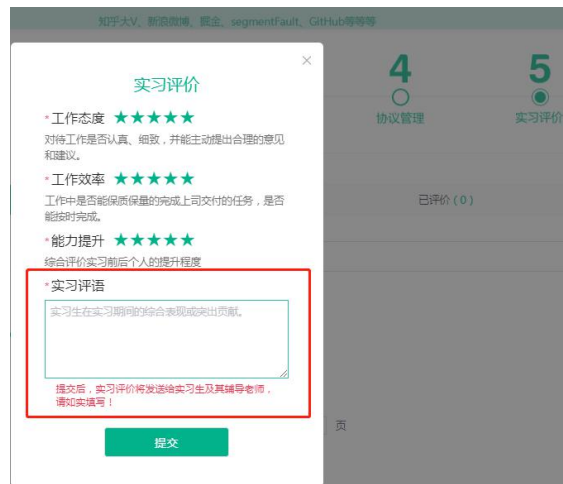 知乎大V、新浪微博、掘金、segmentFault、GitHub等等等
×
实习评价
4
5
协议管理
实习评价
*工作态度 ★★★★★
对待工作是否认真、细致，并能主动提出合理的意见
和建议。
*工作效率 ★★★★★
工作中是否能保质保量的完成上司交付的任务，是否
能按时完成。
已评价（0）
*能力提升 ★★★★★
综合评价实习前后个人的提升程度
*实习评语
实习生在实习期间的综合表现或突出贡献。
提交后，实习评价将发送给实习生及其辅导老师，
请如实填写！
页
提交